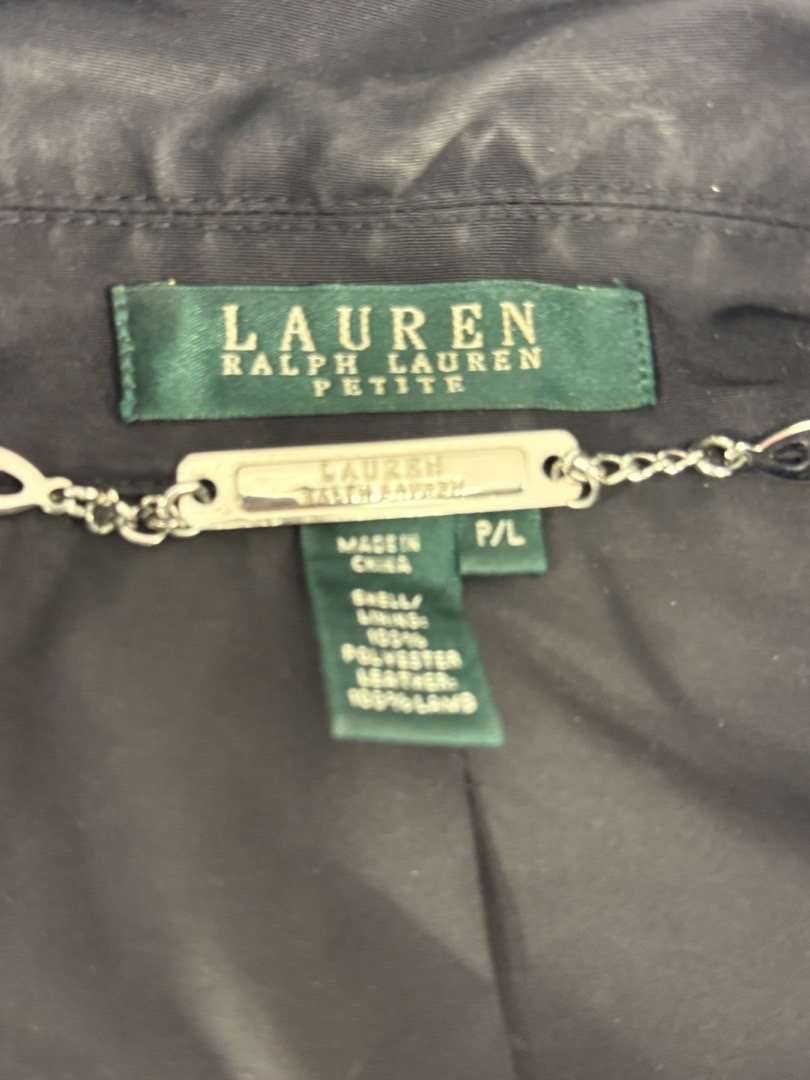 LAUREN
RALPH LAUREN
PETITE
LAUREN
RALPH LAUREN
P/L
MADE IN
CHINA
SHELL/
LINING:
100%
POLYESTER
LEATHER:
100% LAMB